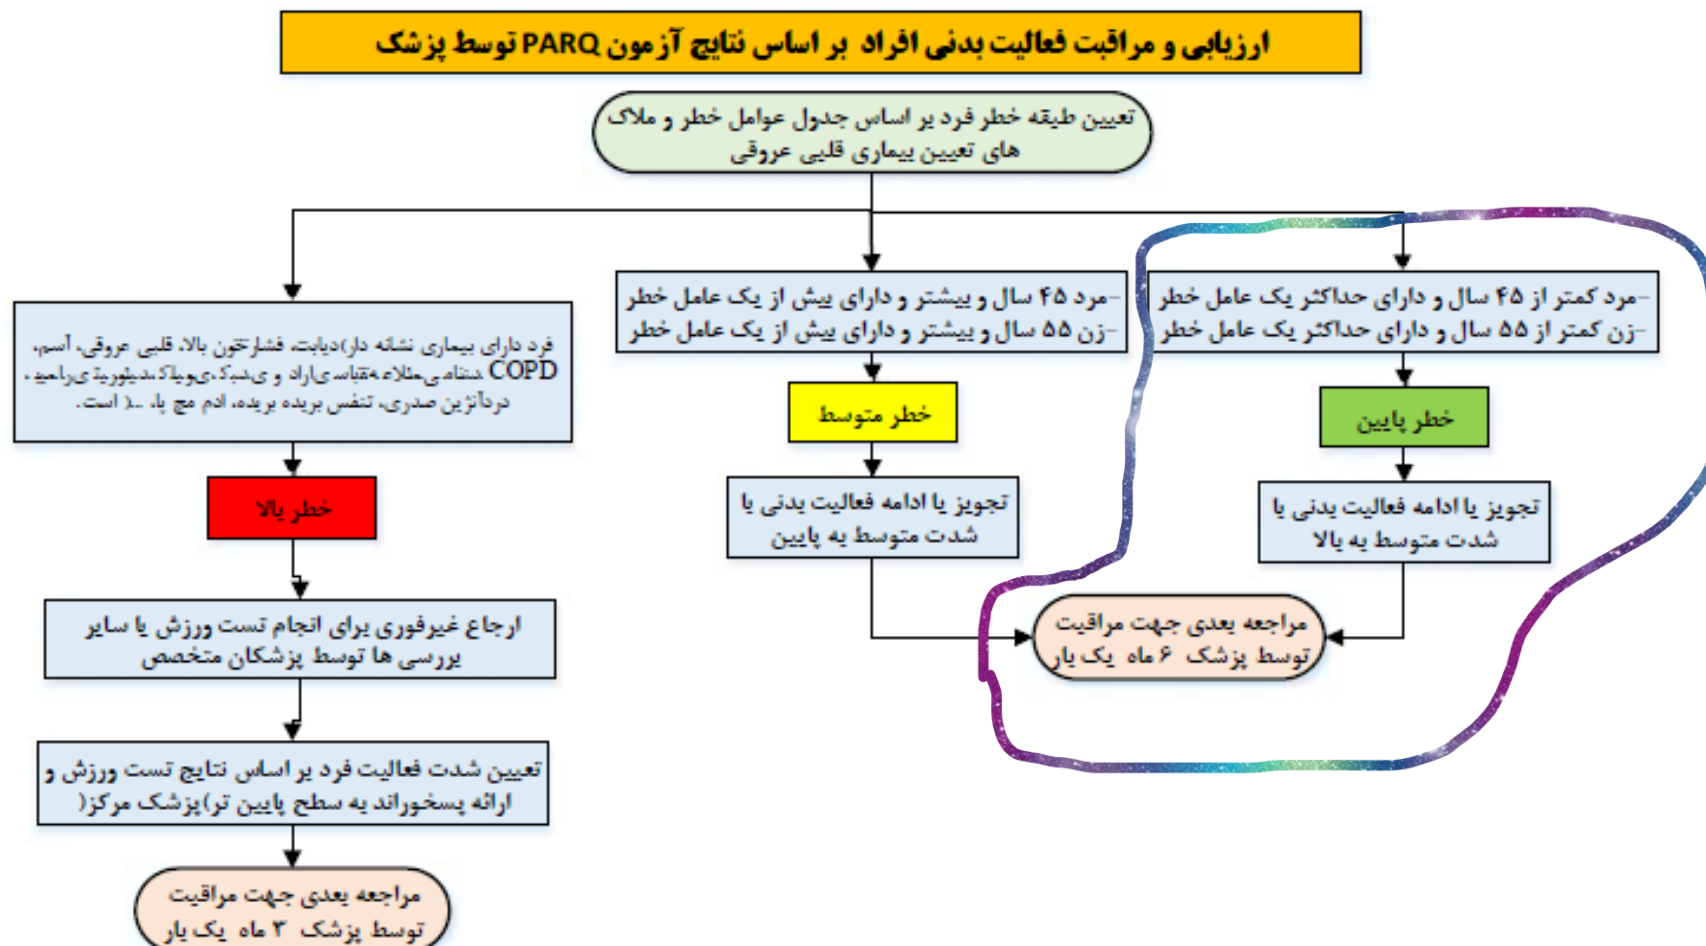 ارزیابی و مراقبت فعالیت بدنی افراد بر اساس نتایج آزمون PARQ توسط پزشک
تعیین طبقه خطر فرد بر اساس جدول عوامل خطر و ملاک
های تعیین بیماری قلبی عروقی
-مرد کمتر از ۴۵ سال و دارای حداکثر یک عامل خطر
-زن کمتر از ۵۵ سال و دارای حداکثر یک عامل خطر
خطر پایین
تجویز یا ادامه فعالیت بدنی با
شدت متوسط به بالا
-مرد ۴۵ سال و بیشتر و دارای بیش از یک عامل خطر
-زن ۵۵ سال و بیشتر و دارای بیش از یک عامل خطر
خطر متوسط
تجویز یا ادامه فعالیت بدنی با
شدت متوسط به پایین
مراجعه بعدی جهت مراقبت
توسط پزشک ۶ ماه یک بار
فرد دارای بیماری نشانه دار)دیابت، فشارخون بالا، قلبی عروقی، آسم،
COPD
دردآنژین صدری، تنفس بریده بریده، ادم مچ پا، ...( است.
خطر بالا
ارجاع غیرفوری برای انجام تست ورزش یا سایر
بررسی ها توسط پزشکان متخصص
تعیین شدت فعالیت فرد بر اساس نتایج تست ورزش و
ارائه پسخوراند به سطح پایین تر)پزشک مرکز(
مراجعه بعدی جهت مراقبت
توسط پزشک ۳ ماه یک بار